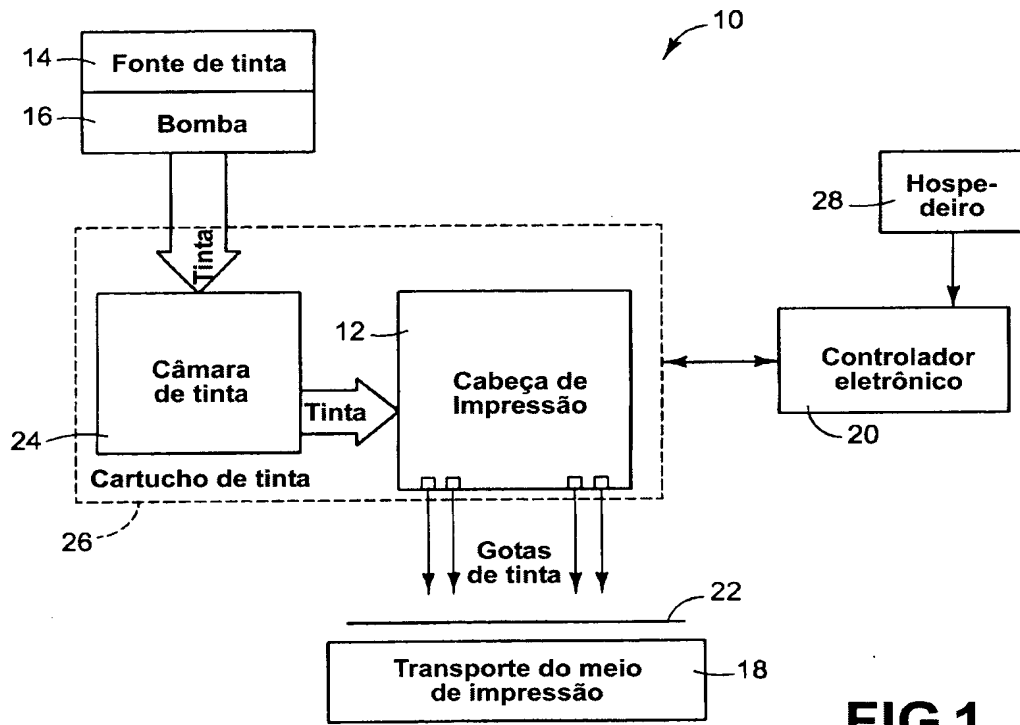 10
14
Fonte de tinta
16
Bomba
Tinta
28
Hospe-
deiro
12
Câmara
de tinta
Tinta
Cabeça de
Impressão
Controlador
eletrônico
24
20
Cartucho de tinta
26
Gotas
de tinta
22
Transporte do meio
de impressão
18
FIG.1